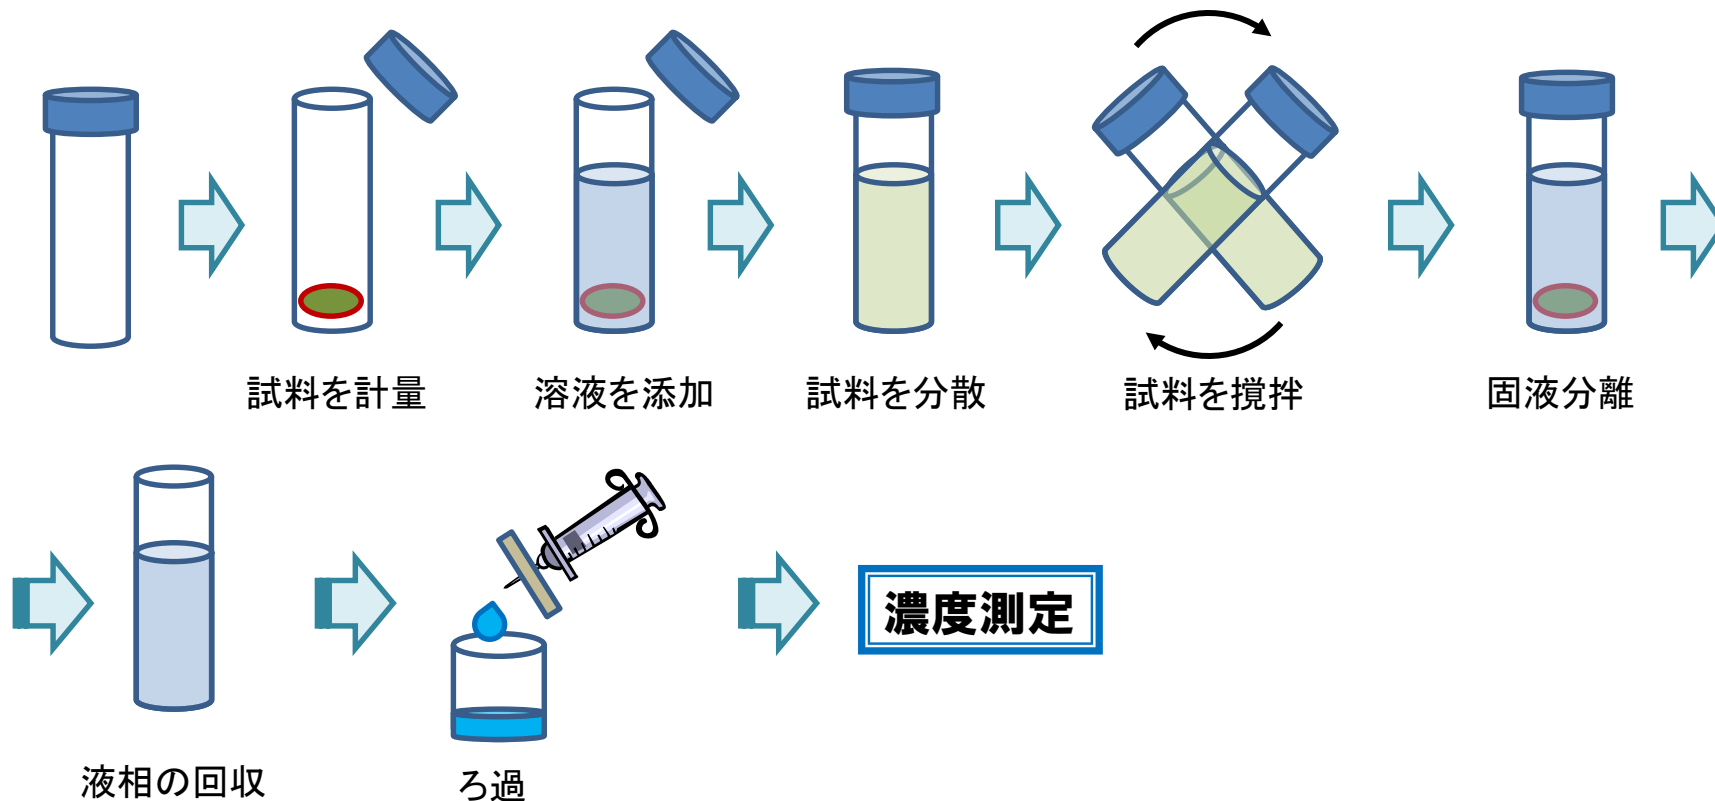 試料を計量
溶液を添加
試料を分散
試料を撹拌
固液分離
液相の回収
ろ過
濃度測定